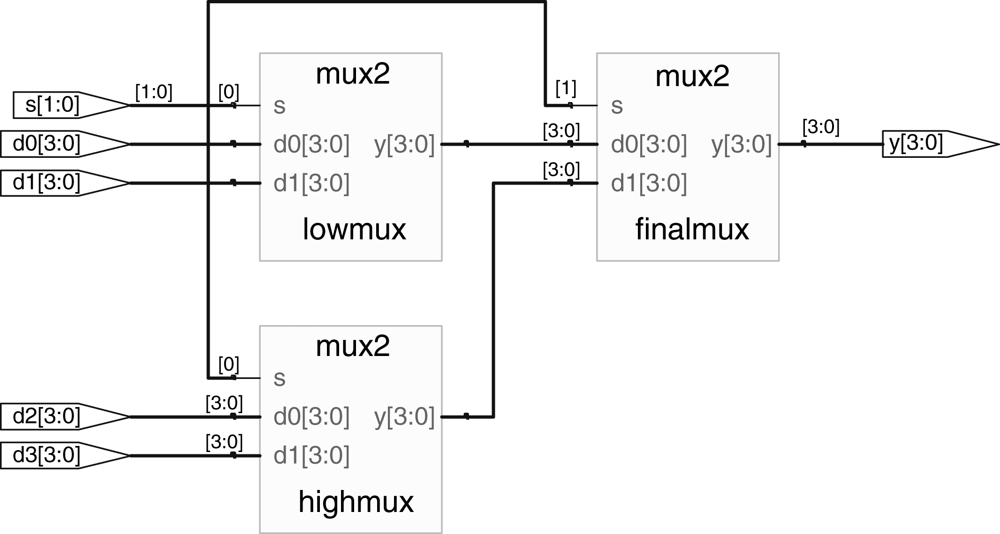 mux2
mux2
[1:0]
[0]
[1]
s[1:0]
s
s
[3:0]
[3:0]
d0[3:0]
d0[3:0]
y[3:0]
d0[3:0]
y[3:0]
y[3:0]
[3:0]
d1[3:0]
d1[3:0]
d1[3:0]
lowmux
finalmux
mux2
[0]
s
[3:0]
d2[3:0]
d0[3:0]
y[3:0]
[3:0]
d3[3:0]
d1[3:0]
highmux